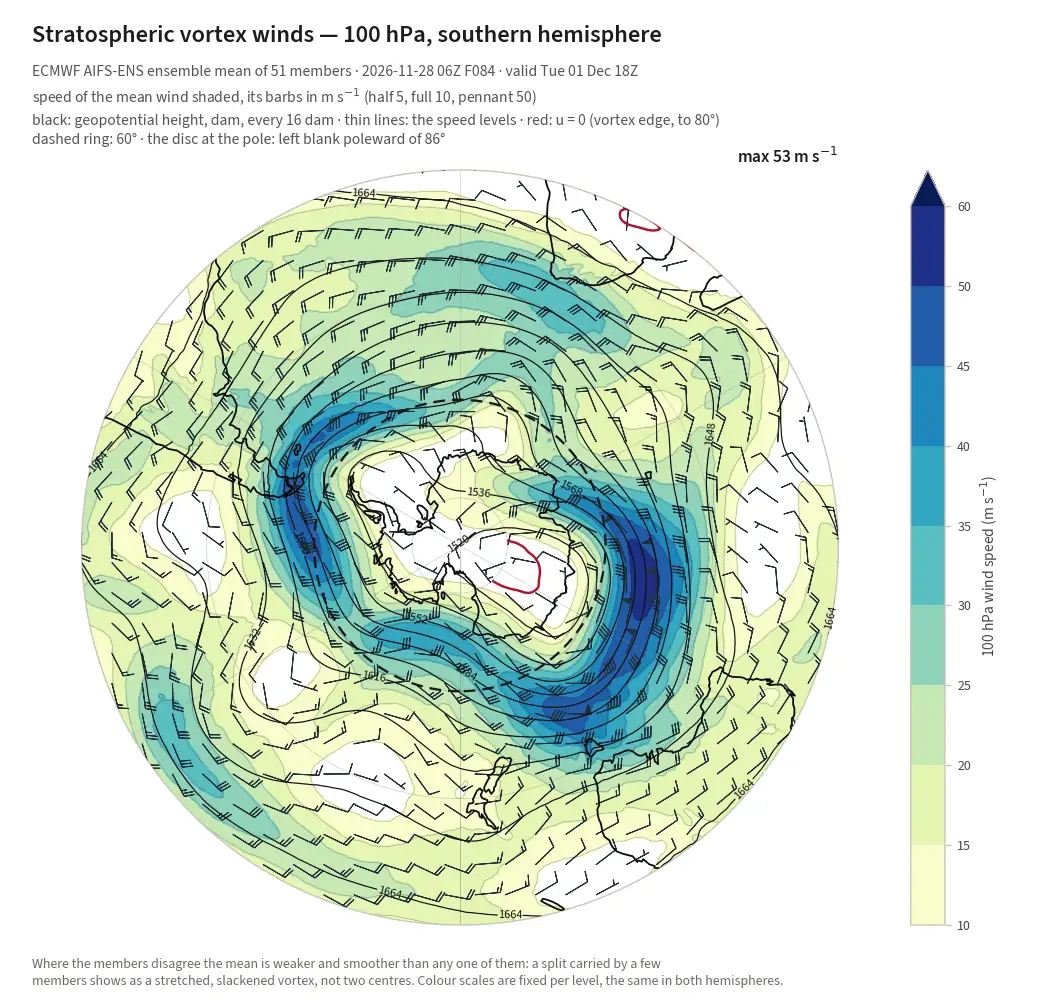 Stratospheric vortex winds — 100 hPa, southern hemisphere
ECMWF AIFS-ENS ensemble mean of 51 members · 2026-11-28 06Z F084 · valid Tue 01 Dec 18Z
speed of the mean wind shaded, its barbs in m s⁻¹ (half 5, full 10, pennant 50)
black: geopotential height, dam, every 16 dam · thin lines: the speed levels · red: u = 0 (vortex edge, to 80°)
dashed ring: 60° · the disc at the pole: left blank poleward of 86°
max 53 m s⁻¹
1664
1648
1664
1536
1568
1520
1552
1664
1632
1584
1616
1664
1664
1664
60
50
45
40
35
30
25
20
15
10
100 hPa wind speed (m s⁻¹)
Where the members disagree the mean is weaker and smoother than any one of them: a split carried by a few
members shows as a stretched, slackened vortex, not two centres. Colour scales are fixed per level, the same in both hemispheres.